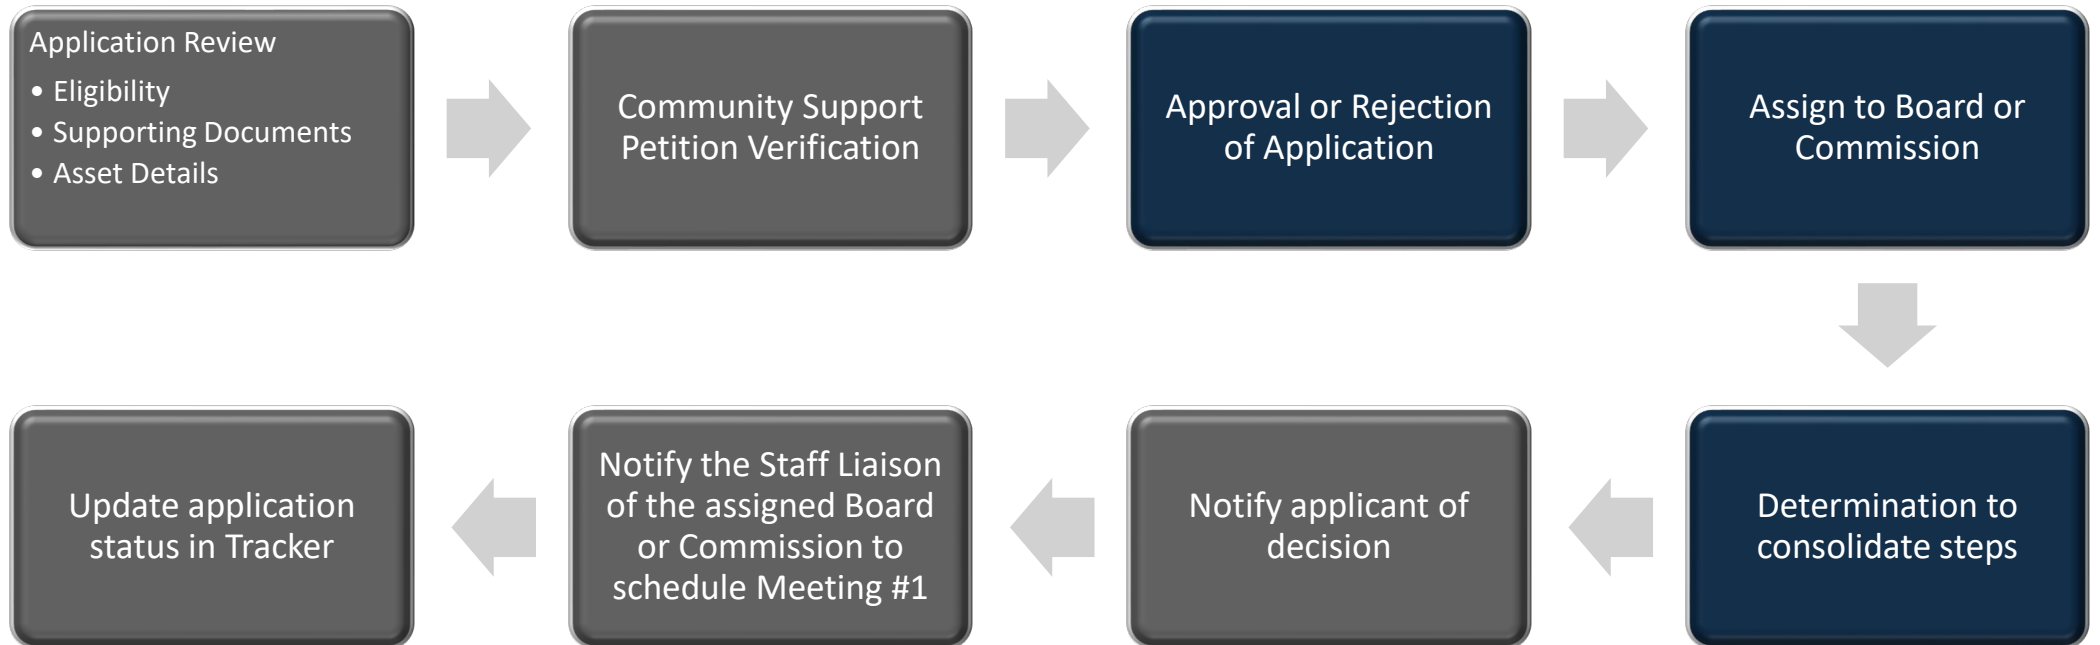 Application Review
• Eligibility
• Supporting Documents
• Asset Details
Community Support
Petition Verification
Approval or Rejection
of Application
Assign to Board or
Commission
Determination to
consolidate steps
Notify applicant of
decision
Notify the Staff Liaison
of the assigned Board
or Commission to
schedule Meeting #1
Update application
status in Tracker